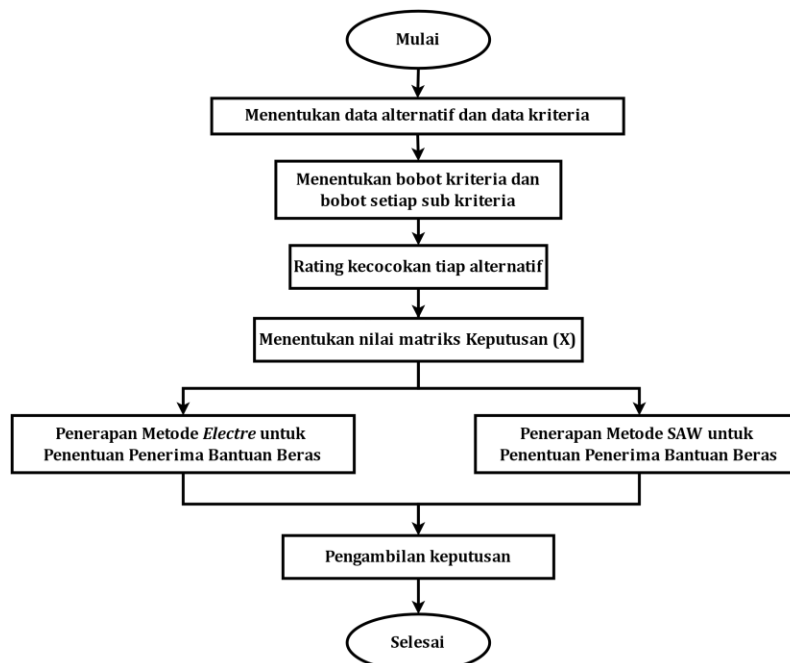 Mulai
Menentukan data alternatif dan data kriteria
Menentukan bobot kriteria dan
bobot setiap sub kriteria
Rating kecocokan tiap alternatif
Menentukan nilai matriks Keputusan (X)
Penerapan Metode Electre untuk
Penentuan Penerima Bantuan Beras
Penerapan Metode SAW untuk
Penentuan Penerima Bantuan Beras
Pengambilan keputusan
Selesai